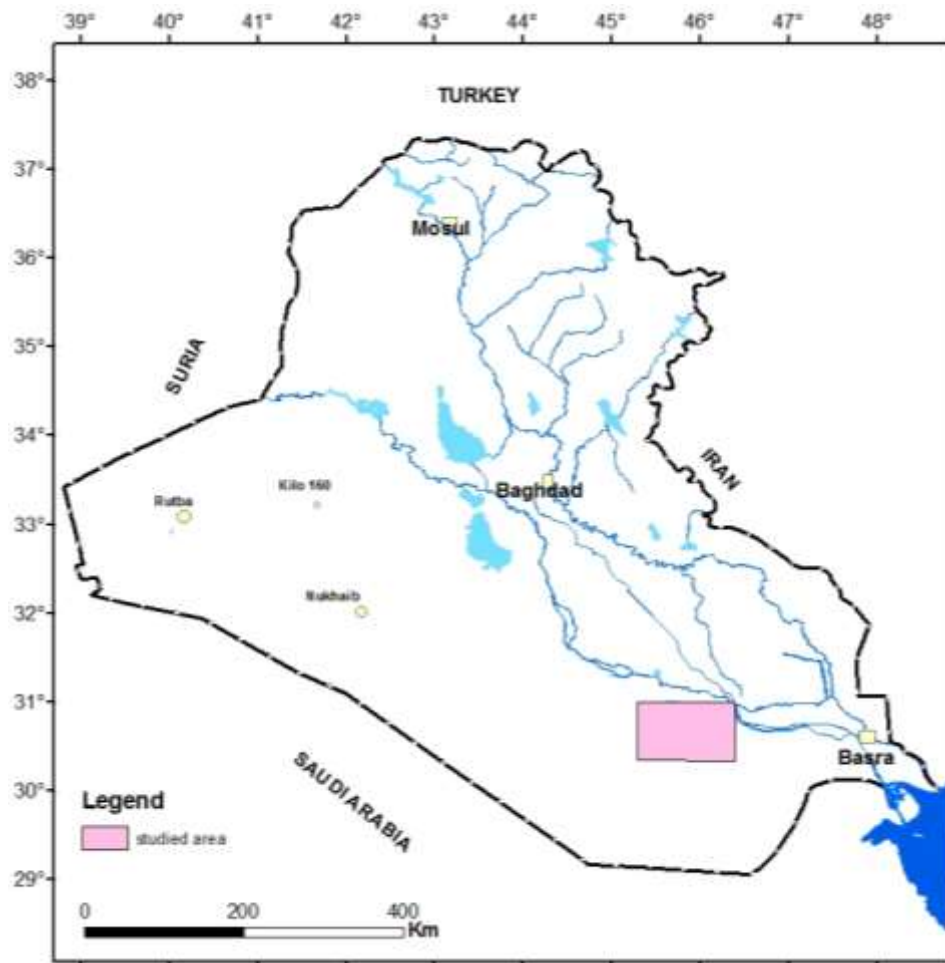 39° 40° 41° 42° 43° 44° 45° 46° 47° 48°
38°
TURKEY
37°
Mosul
36°
35°
SURIA
34°
IRAN
Kilo 160
Baghdad
Rutba
33°
Nukhaib
32°
31°
Basra
30°
SAUDI ARABIA
Legend
studied area
29°
0 200 400
Km